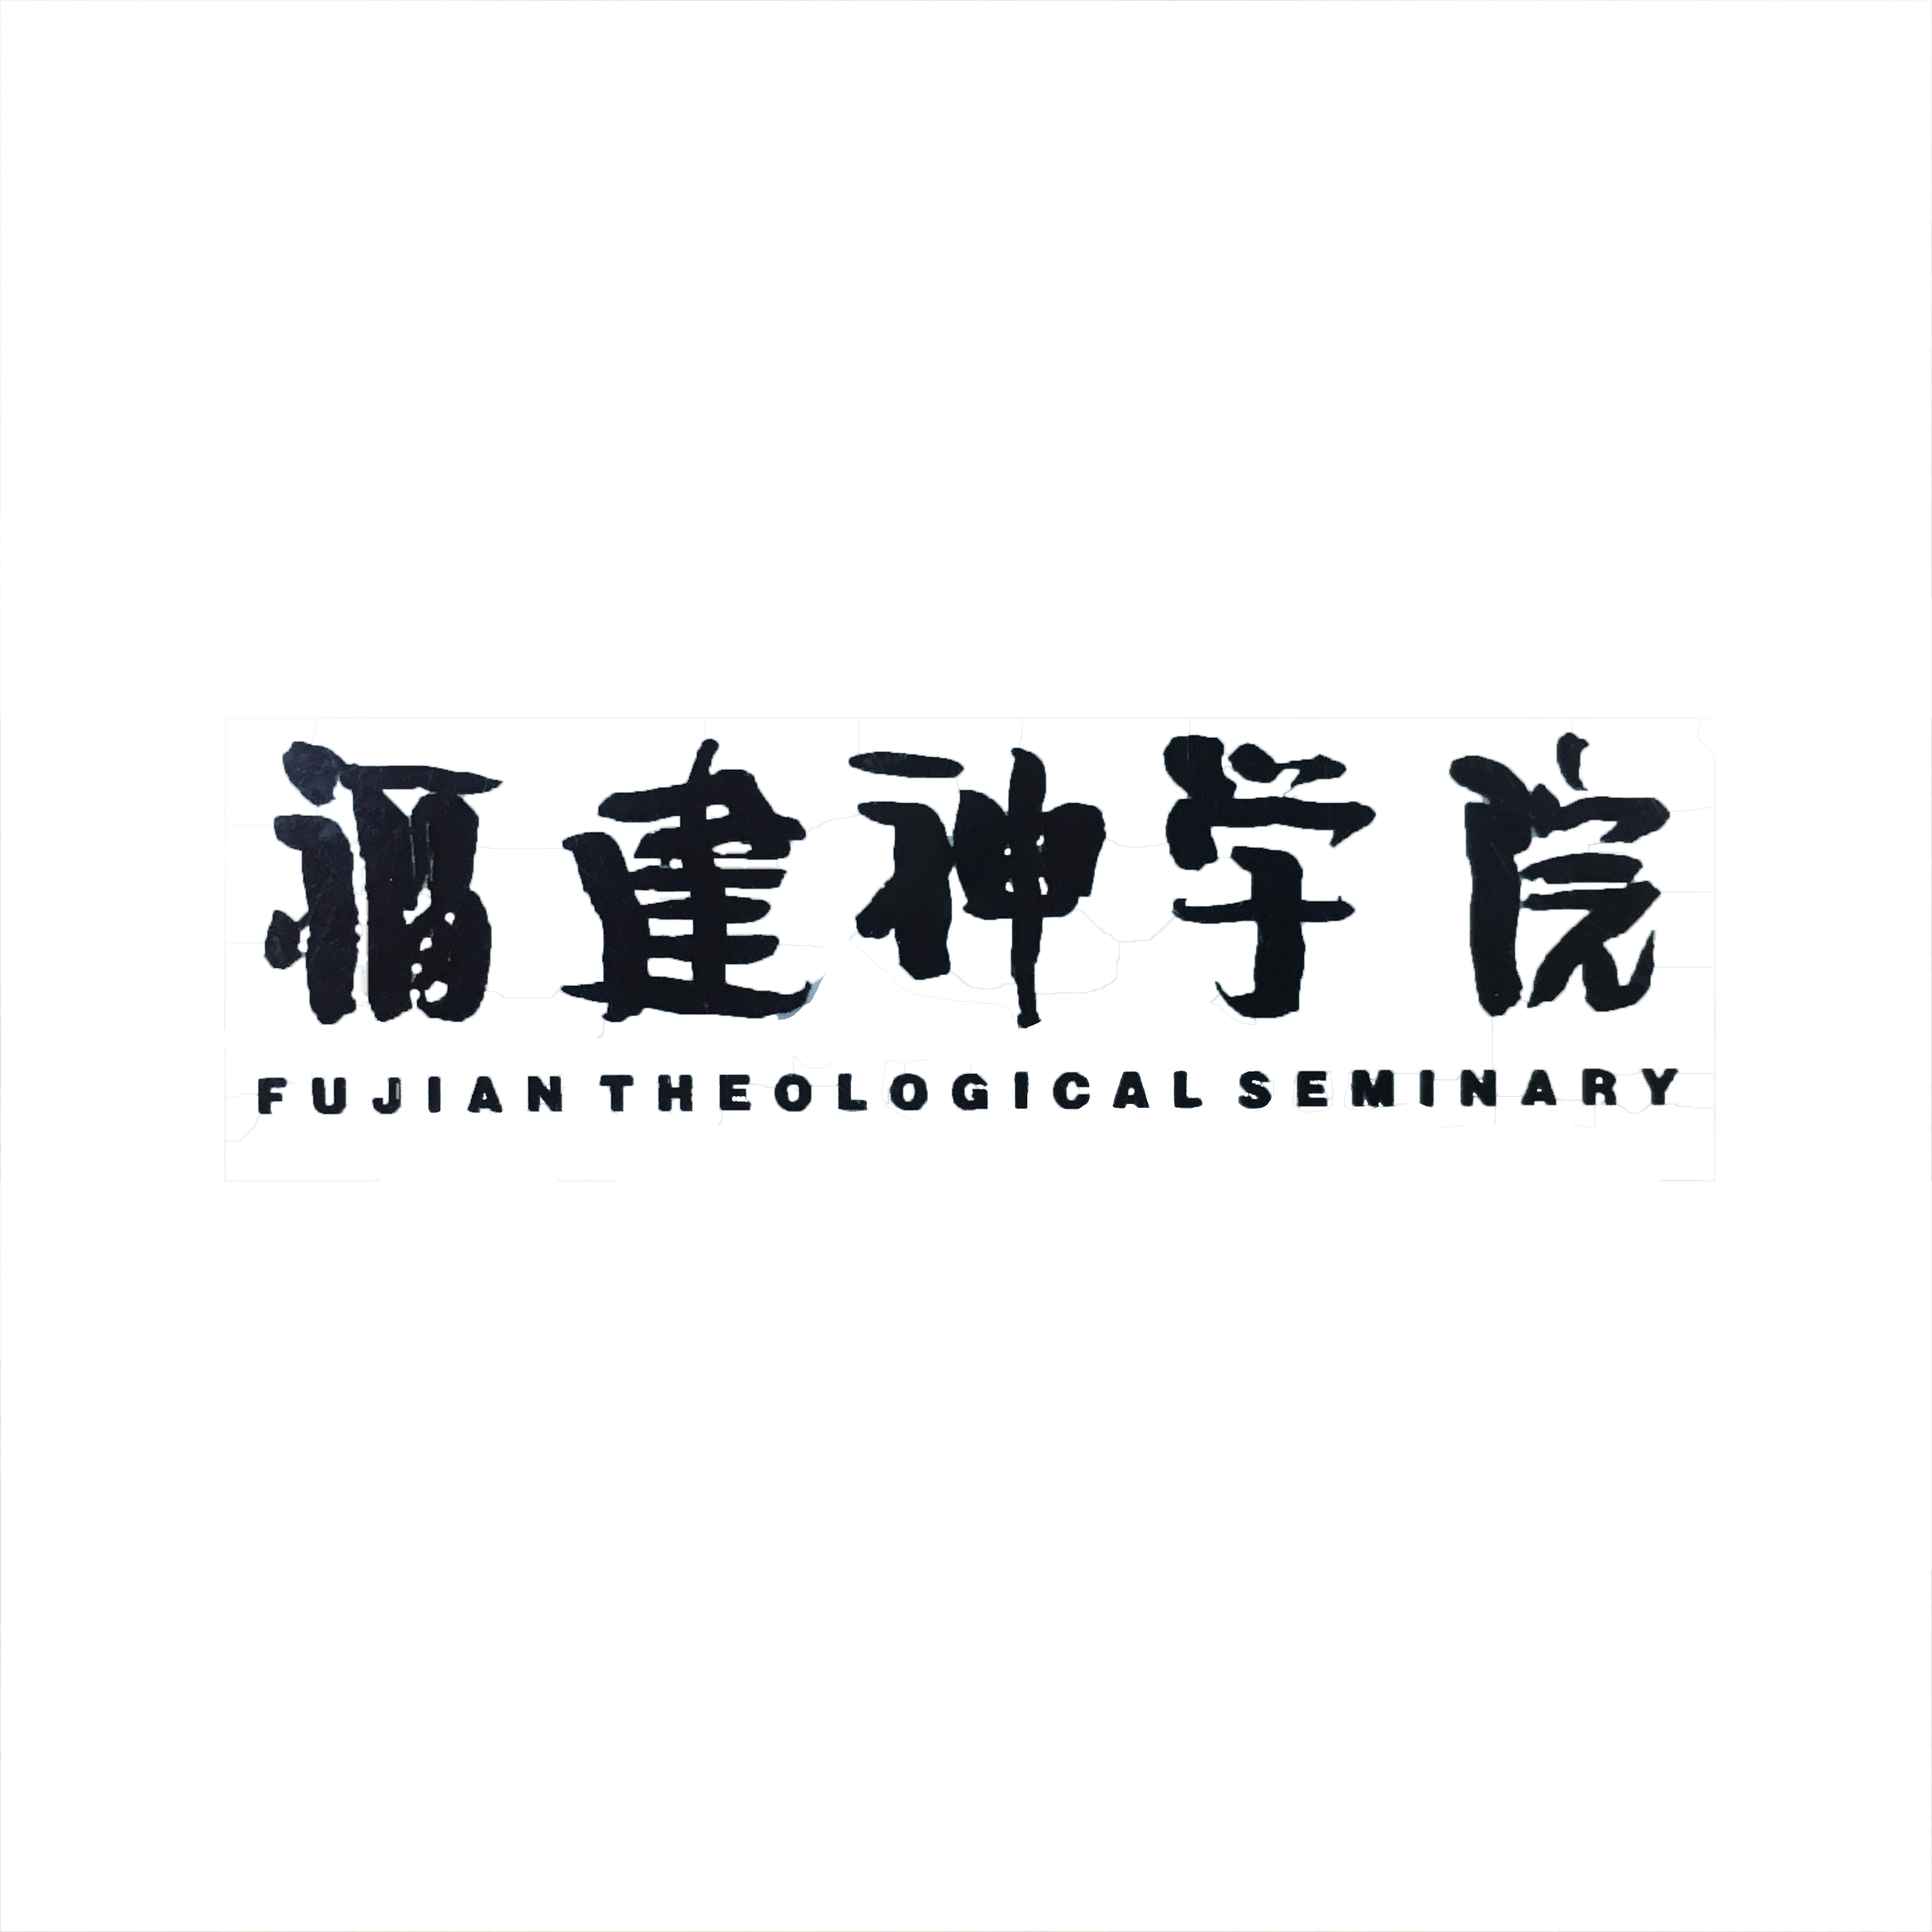 福建神学院
FUJIAN THEOLOGICAL SEMINARY